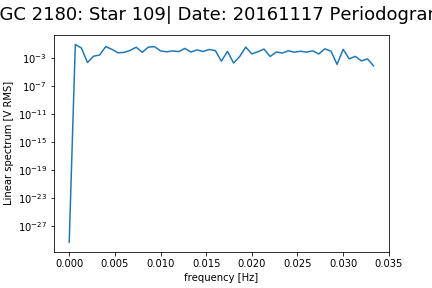 GC 2180: Star 109| Date: 20161117 Periodogram
Linear spectrum [V RMS]
10⁻³
10⁻⁷
10⁻¹¹
10⁻¹⁵
10⁻¹⁹
10⁻²³
10⁻²⁷
0.000 0.005 0.010 0.015 0.020 0.025 0.030 0.035
frequency [Hz]